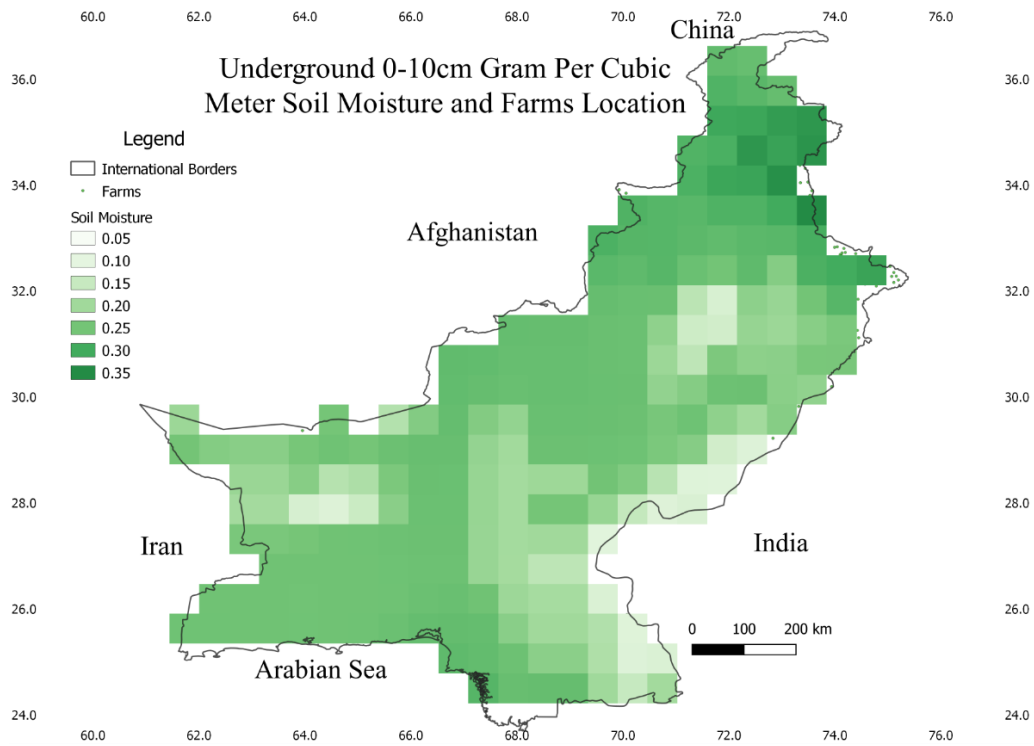 60.0 62.0 64.0 66.0 68.0 70.0 72.0 74.0 76.0
China
Underground 0-10cm Gram Per Cubic
Meter Soil Moisture and Farms Location
36.0 36.0
Legend
International Borders
Farms
34.0 34.0
Soil Moisture
Afghanistan
0.05
0.10
0.15
32.0 32.0
0.20
0.25
0.30
0.35
30.0 30.0
28.0 28.0
Iran
India
26.0 26.0
0 100 200 km
Arabian Sea
24.0 24.0
60.0 62.0 64.0 66.0 68.0 70.0 72.0 74.0 76.0